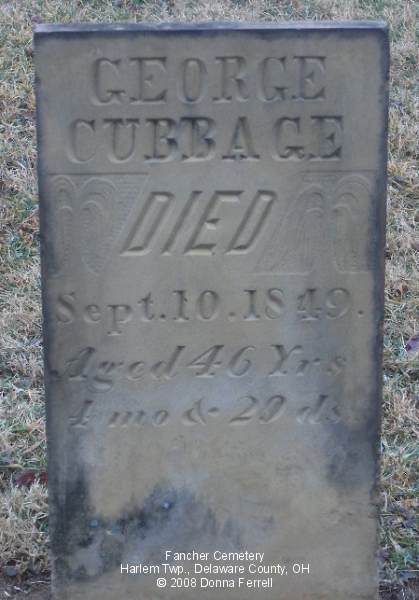 GEORGE
CUBBAGE
DIED
Sept. 10. 1849.
Aged 46 Yrs
4 mo & 29 ds.
Fancher Cemetery
Harlem Twp., Delaware County, OH
© 2008 Donna Ferrell